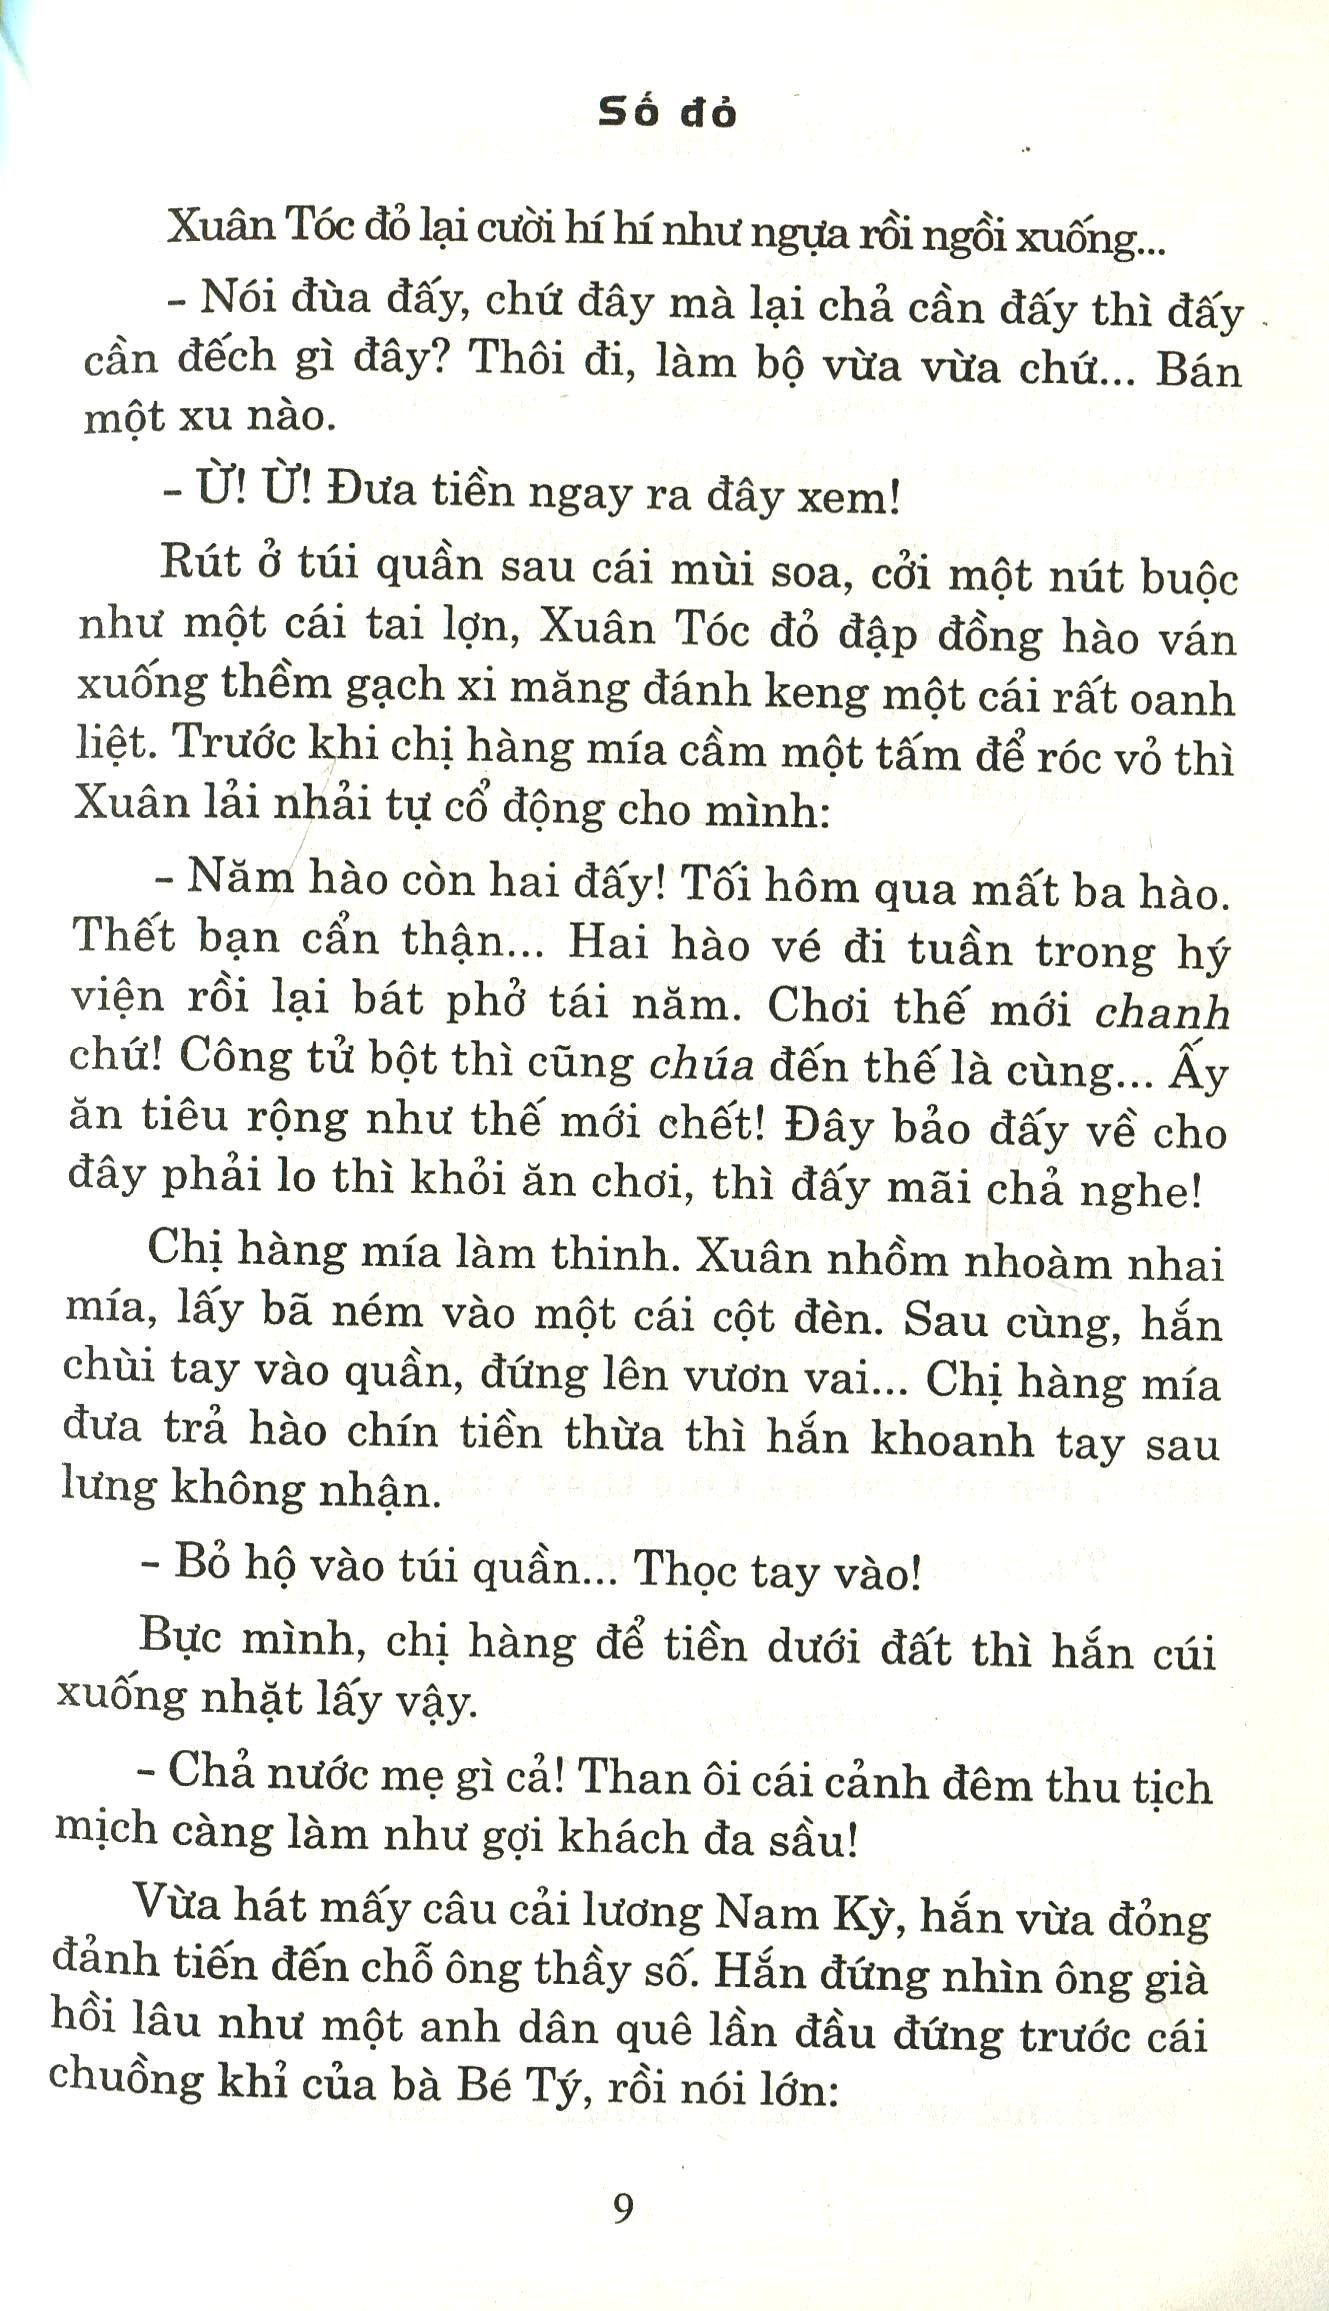 Số đỏ
Xuân Tóc đỏ lại cười hí hí như ngựa rồi ngồi xuống...
– Nói đùa đấy, chứ đây mà lại chả cần đấy thì đấy
cần đếch gì đây? Thôi đi, làm bộ vừa vừa chứ... Bán
một xu nào.
– Ừ! Ừ! Đưa tiền ngay ra đây xem!
Rút ở túi quần sau cái mùi soa, cởi một nút buộc
như một cái tai lợn, Xuân Tóc đỏ đập đồng hào ván
xuống thềm gạch xi măng đánh keng một cái rất oanh
liệt. Trước khi chị hàng mía cầm một tấm để róc vỏ thì
Xuân lải nhải tự cổ động cho mình:
– Năm hào còn hai đấy! Tối hôm qua mất ba hào.
Thết bạn cẩn thận... Hai hào vé đi tuần trong hý
viện rồi lại bát phở tái năm. Chơi thế mới chanh
chứ! Công tử bột thì cũng chúa đến thế là cùng... Ấy
ăn tiêu rộng như thế mới chết! Đây bảo đấy về cho
đây phải lo thì khỏi ăn chơi, thì đấy mãi chả nghe!
Chị hàng mía làm thinh. Xuân nhồm nhoàm nhai
mía, lấy bã ném vào một cái cột đèn. Sau cùng, hắn
chùi tay vào quần, đứng lên vươn vai... Chị hàng mía
đưa trả hào chín tiền thừa thì hắn khoanh tay sau
lưng không nhận.
– Bỏ hộ vào túi quần... Thọc tay vào!
Bực mình, chị hàng để tiền dưới đất thì hắn cúi
xuống nhặt lấy vậy.
– Chả nước mẹ gì cả! Than ôi cái cảnh đêm thu tịch
mịch càng làm như gợi khách đa sầu!
Vừa hát mấy câu cải lương Nam Kỳ, hắn vừa đỏng
đảnh tiến đến chỗ ông thầy số. Hắn đứng nhìn ông già
hồi lâu như một anh dân quê lần đầu đứng trước cái
chuồng khỉ của bà Bé Tý, rồi nói lớn:
9